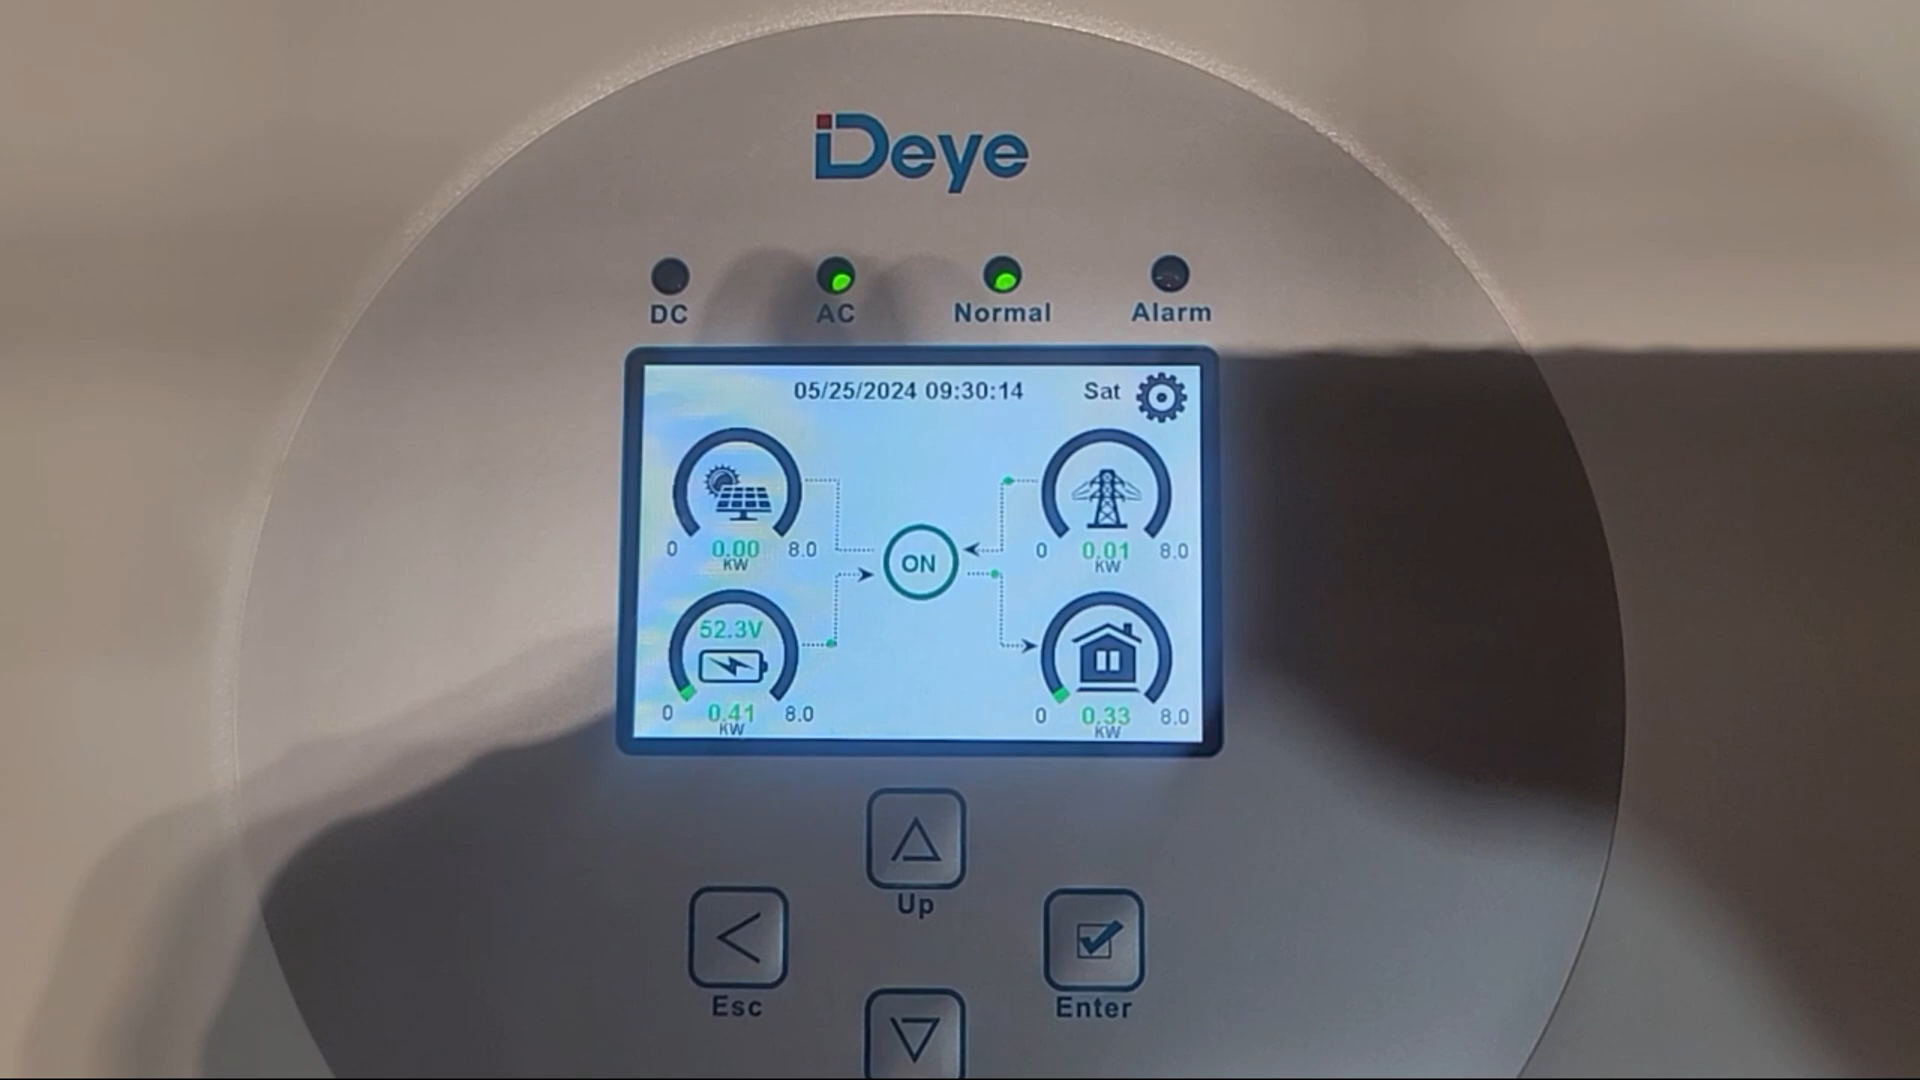 Deye
DC AC Normal Alarm
05/25/2024 09:30:14 Sat
0 0.00 8.0
KW
ON
0 0.01 8.0
KW
52.3V
0 0.41 8.0
KW
0 0.33 8.0
KW
Up
Esc
Enter